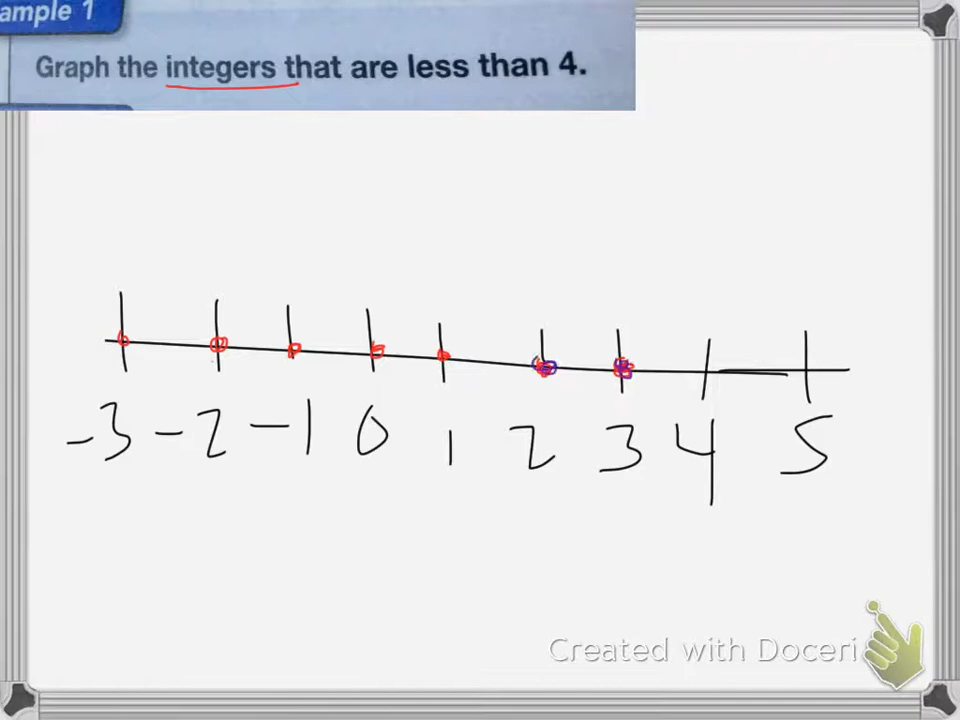 ample 1
Graph the integers that are less than 4.
-3 -2 -1 0 1 2 3 4 5
Created with Doceri